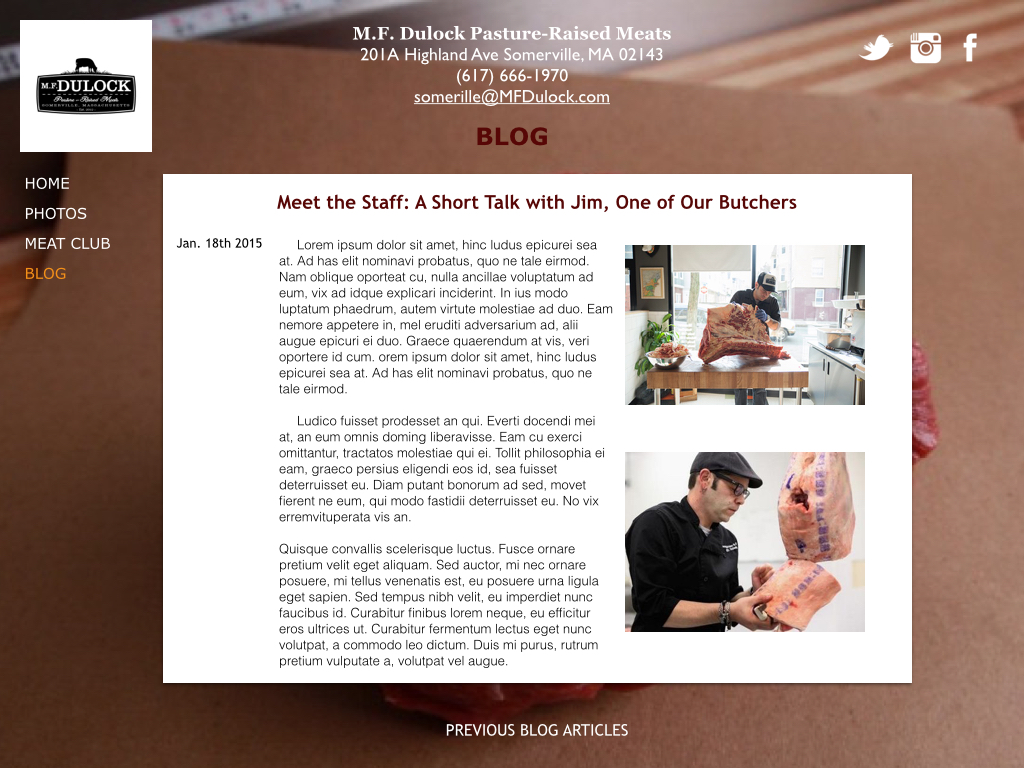 M.F. Dulock Pasture-Raised Meats
201A Highland Ave Somerville, MA 02143
(617) 666-1970
somerille@MFDulock.com
M.F. DULOCK
Pasture-Raised Meats
SOMERVILLE, MASSACHUSETTS
BLOG
HOME
PHOTOS
MEAT CLUB
BLOG
Meet the Staff: A Short Talk with Jim, One of Our Butchers
Jan. 18th 2015
Lorem ipsum dolor sit amet, hinc ludus epicurei sea
at. Ad has elit nominavi probatus, quo ne tale eirmod.
Nam oblique oporteat cu, nulla ancillae voluptatum ad
eum, vix ad idque explicari inciderint. In ius modo
luptatum phaedrum, autem virtute molestiae ad duo. Eam
nemore appetere in, mel eruditi adversarium ad, alii
augue epicuri ei duo. Graece quaerendum at vis, veri
oportere id cum. orem ipsum dolor sit amet, hinc ludus
epicurei sea at. Ad has elit nominavi probatus, quo ne
tale eirmod.
Ludico fuisset prodesset an qui. Everti docendi mei
at, an eum omnis doming liberavisse. Eam cu exerci
omittantur, tractatos molestiae qui ei. Tollit philosophia ei
eam, graeco persius eligendi eos id, sea fuisset
deterruisset eu. Diam putant bonorum ad sed, movet
fierent ne eum, qui modo fastidii deterruisset eu. No vix
erremvituperata vis an.
Quisque convallis scelerisque luctus. Fusce ornare
pretium velit eget aliquam. Sed auctor, mi nec ornare
posuere, mi tellus venenatis est, eu posuere urna ligula
eget sapien. Sed tempus nibh velit, eu imperdiet nunc
faucibus id. Curabitur finibus lorem neque, eu efficitur
eros ultrices ut. Curabitur fermentum lectus eget nunc
volutpat, a commodo leo dictum. Duis mi purus, rutrum
pretium vulputate a, volutpat vel augue.
PREVIOUS BLOG ARTICLES